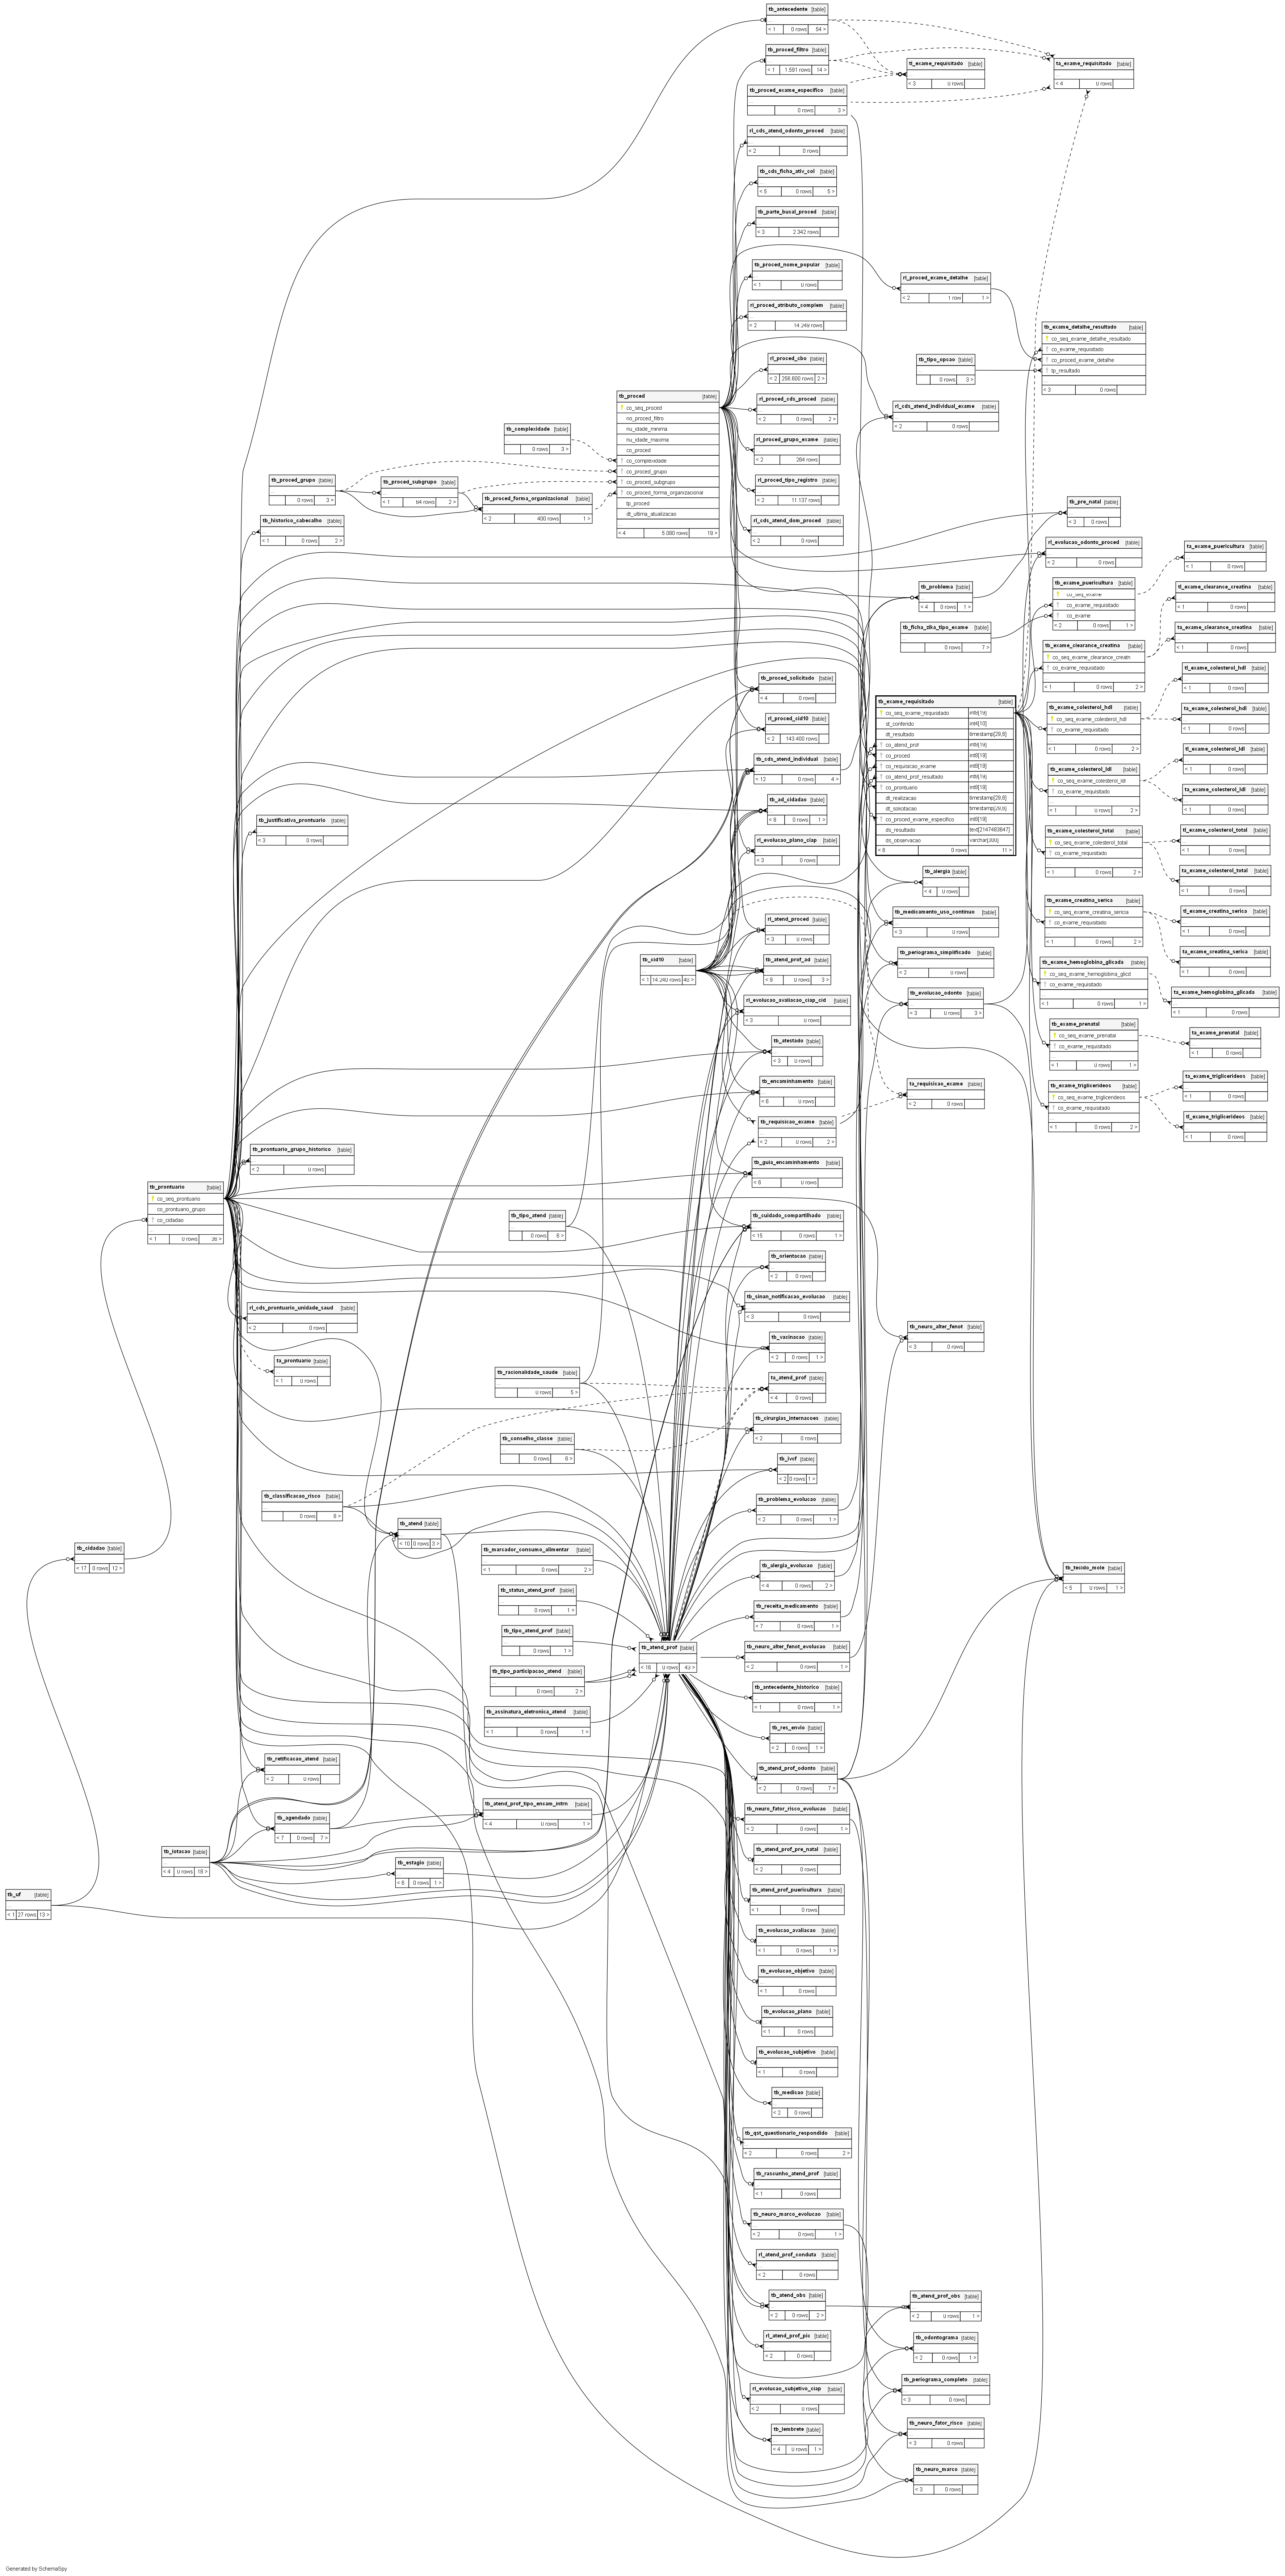 tb_antecedente [table]
...
< 1 0 rows 54 >
tb_proced_filtro [table]
...
< 1 1.591 rows 14 >
tl_exame_requisitado [table]
...
< 3 0 rows
ta_exame_requisitado [table]
...
< 4 0 rows
tb_proced_exame_especifico [table]
...
0 rows 3 >
rl_cds_atend_odonto_proced [table]
...
< 2 0 rows
tb_cds_ficha_ativ_col [table]
...
< 5 0 rows 5 >
tb_parte_bucal_proced [table]
...
< 3 2.342 rows
tb_proced_nome_popular [table]
...
< 1 0 rows
rl_proced_exame_detalhe [table]
...
< 2 1 row 1 >
rl_proced_atributo_complem [table]
...
< 2 14.249 rows
tb_exame_detalhe_resultado [table]
co_seq_exame_detalhe_resultado
co_exame_requisitado
co_proced_exame_detalhe
tp_resultado
...
< 3 0 rows
rl_proced_cbo [table]
...
< 2 256.600 rows 2 >
tb_tipo_opcao [table]
...
0 rows 3 >
tb_proced [table]
co_seq_proced
no_proced_filtro
nu_idade_minima
nu_idade_maxima
co_proced
co_complexidade
co_proced_grupo
co_proced_subgrupo
co_proced_forma_organizacional
tp_proced
dt_ultima_atualizacao
...
< 4 5.080 rows 19 >
rl_proced_cds_proced [table]
...
< 2 0 rows 2 >
rl_cds_atend_individual_exame [table]
...
< 2 0 rows
tb_complexidade [table]
...
0 rows 3 >
rl_proced_grupo_exame [table]
...
< 2 284 rows
tb_proced_grupo [table]
...
0 rows 3 >
tb_proced_subgrupo [table]
...
< 1 64 rows 2 >
tb_proced_forma_organizacional [table]
...
< 2 400 rows 1 >
rl_proced_tipo_registro [table]
...
< 2 11.137 rows
tb_pre_natal [table]
...
< 3 0 rows
tb_historico_cabecalho [table]
...
< 1 0 rows 2 >
rl_cds_atend_dom_proced [table]
...
< 2 0 rows
rl_evolucao_odonto_proced [table]
...
< 2 0 rows
ta_exame_puericultura [table]
...
< 1 0 rows
tb_problema [table]
...
< 4 0 rows 1 >
tb_exame_puericultura [table]
co_seq_exame
co_exame_requisitado
co_exame
< 2 0 rows 1 >
tl_exame_clearance_creatina [table]
...
< 1 0 rows
tb_ficha_zika_tipo_exame [table]
...
0 rows 7 >
ta_exame_clearance_creatina [table]
...
< 1 0 rows
tb_exame_clearance_creatina [table]
co_seq_exame_clearance_creatn
co_exame_requisitado
...
< 1 0 rows 2 >
tl_exame_colesterol_hdl [table]
...
< 1 0 rows
tb_proced_solicitado [table]
...
< 4 0 rows
tb_exame_requisitado [table]
co_seq_exame_requisitado int8[19]
st_conferido int4[10]
dt_resultado timestamp[29,6]
co_atend_prof int8[19]
co_proced int8[19]
co_requisicao_exame int8[19]
co_atend_prof_resultado int8[19]
co_prontuario int8[19]
dt_realizacao timestamp[29,6]
dt_solicitacao timestamp[29,6]
co_proced_exame_especifico int8[19]
ds_resultado text[2147483647]
ds_observacao varchar[300]
< 6 0 rows 11 >
tb_exame_colesterol_hdl [table]
co_seq_exame_colesterol_hdl
co_exame_requisitado
...
< 1 0 rows 2 >
ta_exame_colesterol_hdl [table]
...
< 1 0 rows
rl_proced_cid10 [table]
...
< 2 143.400 rows
tl_exame_colesterol_ldl [table]
...
< 1 0 rows
tb_cds_atend_individual [table]
...
< 12 0 rows 4 >
tb_exame_colesterol_ldl [table]
co_seq_exame_colesterol_ldl
co_exame_requisitado
...
< 1 0 rows 2 >
ta_exame_colesterol_ldl [table]
...
< 1 0 rows
tb_ad_cidadao [table]
...
< 8 0 rows 1 >
tb_justificativa_prontuario [table]
...
< 3 0 rows
rl_evolucao_plano_ciap [table]
...
< 3 0 rows
tb_exame_colesterol_total [table]
co_seq_exame_colesterol_total
co_exame_requisitado
...
< 1 0 rows 2 >
tl_exame_colesterol_total [table]
...
< 1 0 rows
ta_exame_colesterol_total [table]
...
< 1 0 rows
tb_alergia [table]
...
< 4 0 rows
tb_exame_creatina_serica [table]
co_seq_exame_creatina_sericia
co_exame_requisitado
...
< 1 0 rows 2 >
tl_exame_creatina_serica [table]
...
< 1 0 rows
tb_medicamento_uso_continuo [table]
...
< 3 0 rows
rl_atend_proced [table]
...
< 3 0 rows
ta_exame_creatina_serica [table]
...
< 1 0 rows
tb_periograma_simplificado [table]
...
< 2 0 rows
tb_cid10 [table]
...
< 1 14.240 rows 40 >
tb_atend_prof_ad [table]
...
< 8 0 rows 3 >
tb_exame_hemoglobina_glicada [table]
co_seq_exame_hemoglobina_glicd
co_exame_requisitado
...
< 1 0 rows 1 >
ta_exame_hemoglobina_glicada [table]
...
< 1 0 rows
tb_evolucao_odonto [table]
...
< 3 0 rows 3 >
rl_evolucao_avaliacao_ciap_cid [table]
...
< 3 0 rows
tb_exame_prenatal [table]
co_seq_exame_prenatal
co_exame_requisitado
...
< 1 0 rows 1 >
ta_exame_prenatal [table]
...
< 1 0 rows
tb_atestado [table]
...
< 3 0 rows
ta_exame_triglicerideos [table]
...
< 1 0 rows
tb_encaminhamento [table]
...
< 6 0 rows
ta_requisicao_exame [table]
...
< 2 0 rows
tb_exame_triglicerideos [table]
co_seq_exame_triglicerideos
co_exame_requisitado
...
< 1 0 rows 2 >
tl_exame_triglicerideos [table]
...
< 1 0 rows
tb_requisicao_exame [table]
...
< 2 0 rows 2 >
tb_prontuario_grupo_historico [table]
...
< 2 0 rows
tb_guia_encaminhamento [table]
...
< 6 0 rows
tb_prontuario [table]
co_seq_prontuario
co_prontuario_grupo
co_cidadao
...
< 1 0 rows 36 >
tb_tipo_atend [table]
...
0 rows 6 >
tb_cuidado_compartilhado [table]
...
< 15 0 rows 1 >
tb_orientacao [table]
...
< 2 0 rows
rl_cds_prontuario_unidade_saud [table]
...
< 2 0 rows
tb_sinan_notificacao_evolucao [table]
...
< 3 0 rows
tb_neuro_alter_fenot [table]
...
< 3 0 rows
tb_vacinacao [table]
...
< 2 0 rows 1 >
ta_prontuario [table]
...
< 1 0 rows
tb_racionalidade_saude [table]
...
0 rows 5 >
ta_atend_prof [table]
...
< 4 0 rows
tb_cirurgias_internacoes [table]
...
< 2 0 rows
tb_conselho_classe [table]
...
0 rows 6 >
tb_ivcf [table]
...
< 2 0 rows 1 >
tb_classificacao_risco [table]
...
0 rows 8 >
tb_problema_evolucao [table]
...
< 2 0 rows 1 >
tb_atend [table]
...
< 10 0 rows 3 >
tb_cidadao [table]
...
< 17 0 rows 12 >
tb_marcador_consumo_alimentar [table]
...
< 1 0 rows 2 >
tb_alergia_evolucao [table]
...
< 4 0 rows 2 >
tb_tecido_mole [table]
...
< 5 0 rows 1 >
tb_status_atend_prof [table]
...
0 rows 1 >
tb_receita_medicamento [table]
...
< 7 0 rows 1 >
tb_tipo_atend_prof [table]
...
0 rows 1 >
tb_atend_prof [table]
...
< 16 0 rows 43 >
tb_neuro_alter_fenot_evolucao [table]
...
< 2 0 rows 1 >
tb_tipo_participacao_atend [table]
...
0 rows 2 >
tb_antecedente_historico [table]
...
< 1 0 rows 1 >
tb_assinatura_eletronica_atend [table]
...
< 1 0 rows 1 >
tb_res_envio [table]
...
< 2 0 rows 1 >
tb_retificacao_atend [table]
...
< 2 0 rows
tb_atend_prof_odonto [table]
...
< 2 0 rows 7 >
tb_atend_prof_tipo_encam_intrn [table]
...
< 4 0 rows 1 >
tb_neuro_fator_risco_evolucao [table]
...
< 2 0 rows 1 >
tb_agendado [table]
...
< 7 0 rows 7 >
tb_lotacao [table]
...
< 4 0 rows 18 >
tb_atend_prof_pre_natal [table]
...
< 2 0 rows
tb_estagio [table]
...
< 6 0 rows 1 >
tb_uf [table]
...
< 1 27 rows 13 >
tb_atend_prof_puericultura [table]
...
< 1 0 rows
tb_evolucao_avaliacao [table]
...
< 1 0 rows 1 >
tb_evolucao_objetivo [table]
...
< 1 0 rows
tb_evolucao_plano [table]
...
< 1 0 rows
tb_evolucao_subjetivo [table]
...
< 1 0 rows
tb_medicao [table]
...
< 2 0 rows
tb_qst_questionario_respondido [table]
...
< 2 0 rows 2 >
tb_rascunho_atend_prof [table]
...
< 1 0 rows
tb_neuro_marco_evolucao [table]
...
< 2 0 rows 1 >
rl_atend_prof_conduta [table]
...
< 2 0 rows
tb_atend_obs [table]
...
< 2 0 rows 2 >
tb_atend_prof_obs [table]
...
< 2 0 rows 1 >
rl_atend_prof_pic [table]
...
< 2 0 rows
tb_odontograma [table]
...
< 2 0 rows 1 >
tb_periograma_completo [table]
...
< 3 0 rows
rl_evolucao_subjetivo_ciap [table]
...
< 2 0 rows
tb_lembrete [table]
...
< 4 0 rows 1 >
tb_neuro_fator_risco [table]
...
< 3 0 rows
tb_neuro_marco [table]
...
< 3 0 rows
Generated by SchemaSpy